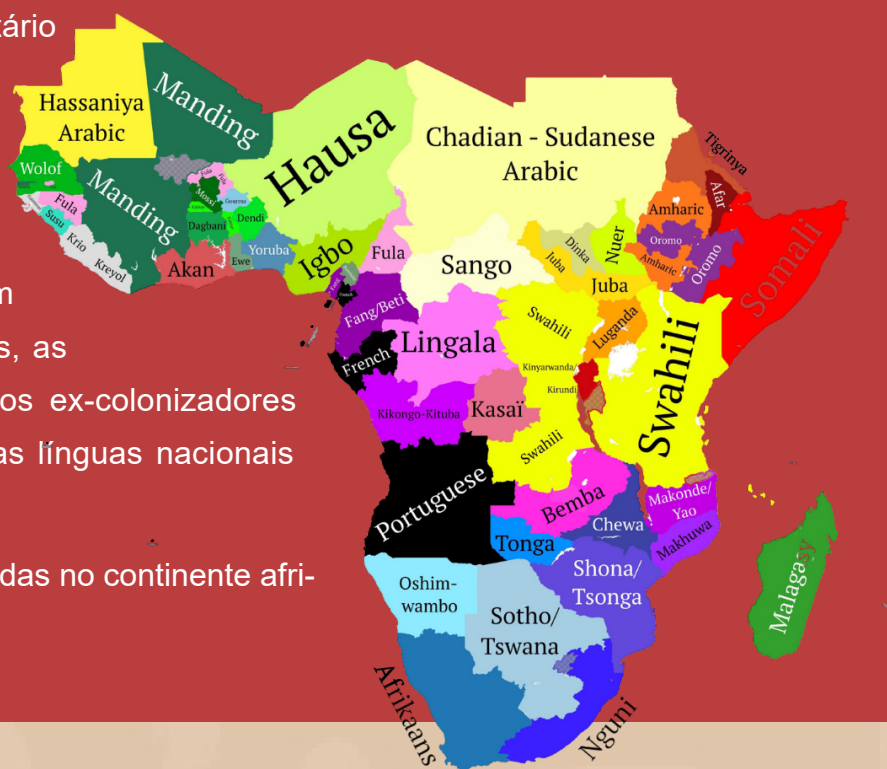 tário
m
s, as
os ex-colonizadores
as línguas nacionais
das no continente afri-
Hassaniya
Arabic
Manding
Manding
Hausa
Chadian - Sudanese
Arabic
Tigrinya
Afar
Amharic
Oromo
Amharic
Oromo
Somali
Wolof
Fula
Susu
Krio
Kreyol
Fula
Mossi
Gourma
Dendi
Dagbani
Akan
Ewe
Yoruba
Igbo
Fula
Sango
Juba
Dinka
Nuer
Juba
Fang/Beti
French
Lingala
Swahili
Luganda
Kinyarwanda/
Kirundi
Swahili
Kikongo-Kituba
Kasaï
Swahili
Portuguese
Bemba
Chewa
Makonde/
Yao
Makhuwa
Tonga
Shona/
Tsonga
Oshim-
wambo
Sotho/
Tswana
Malagasy
Afrikaans
Nguni